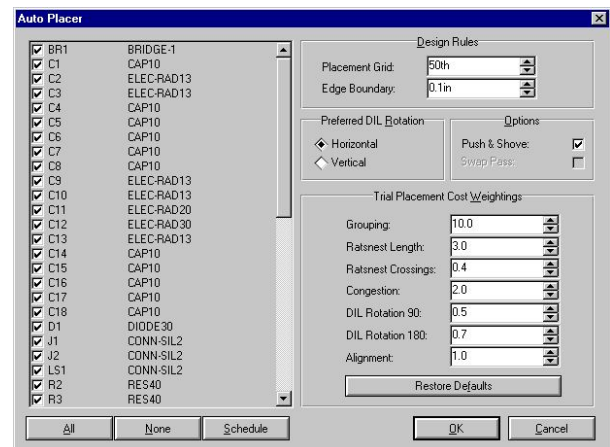 Auto Placer
BR1 BRIDGE-1
C1 CAP10
C2 ELEC-RAD13
C3 ELEC-RAD13
C4 CAP10
C5 CAP10
C6 CAP10
C7 CAP10
C8 CAP10
C9 ELEC-RAD13
C10 ELEC-RAD13
C11 ELEC-RAD20
C12 ELEC-RAD30
C13 ELEC-RAD13
C14 CAP10
C15 CAP10
C16 CAP10
C17 CAP10
C18 CAP10
D1 DIODE30
J1 CONN-SIL2
J2 CONN-SIL2
LS1 CONN-SIL2
R2 RES40
R3 RES40
All None Schedule
Design Rules
Placement Grid: 50th
Edge Boundary: 0.1in
Preferred DIL Rotation
Horizontal
Vertical
Options
Push & Shove:
Swap Pass:
Trial Placement Cost Weightings
Grouping: 10.0
Ratsnest Length: 3.0
Ratsnest Crossings: 0.4
Congestion: 2.0
DIL Rotation 90: 0.5
DIL Rotation 180: 0.7
Alignment: 1.0
Restore Defaults
OK Cancel